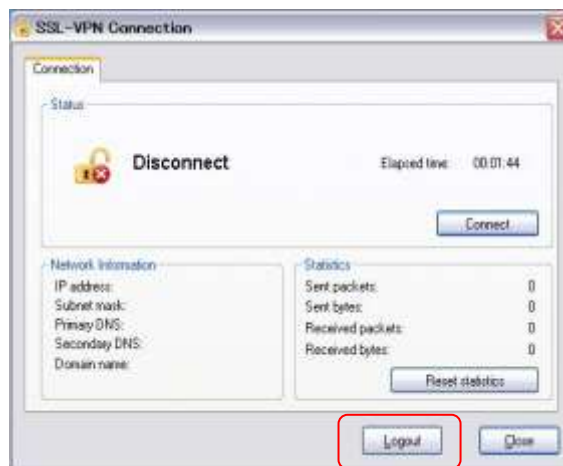 SSL-VPN Connection
Connection
Status
Disconnect
Elapsed time: 00:01:44
Connect
Network Information
IP address:
Subnet mask:
Primary DNS:
Secondary DNS:
Domain name:
Statistics
Sent packets: 0
Sent bytes: 0
Received packets: 0
Received bytes: 0
Reset statistics
Logout
Close